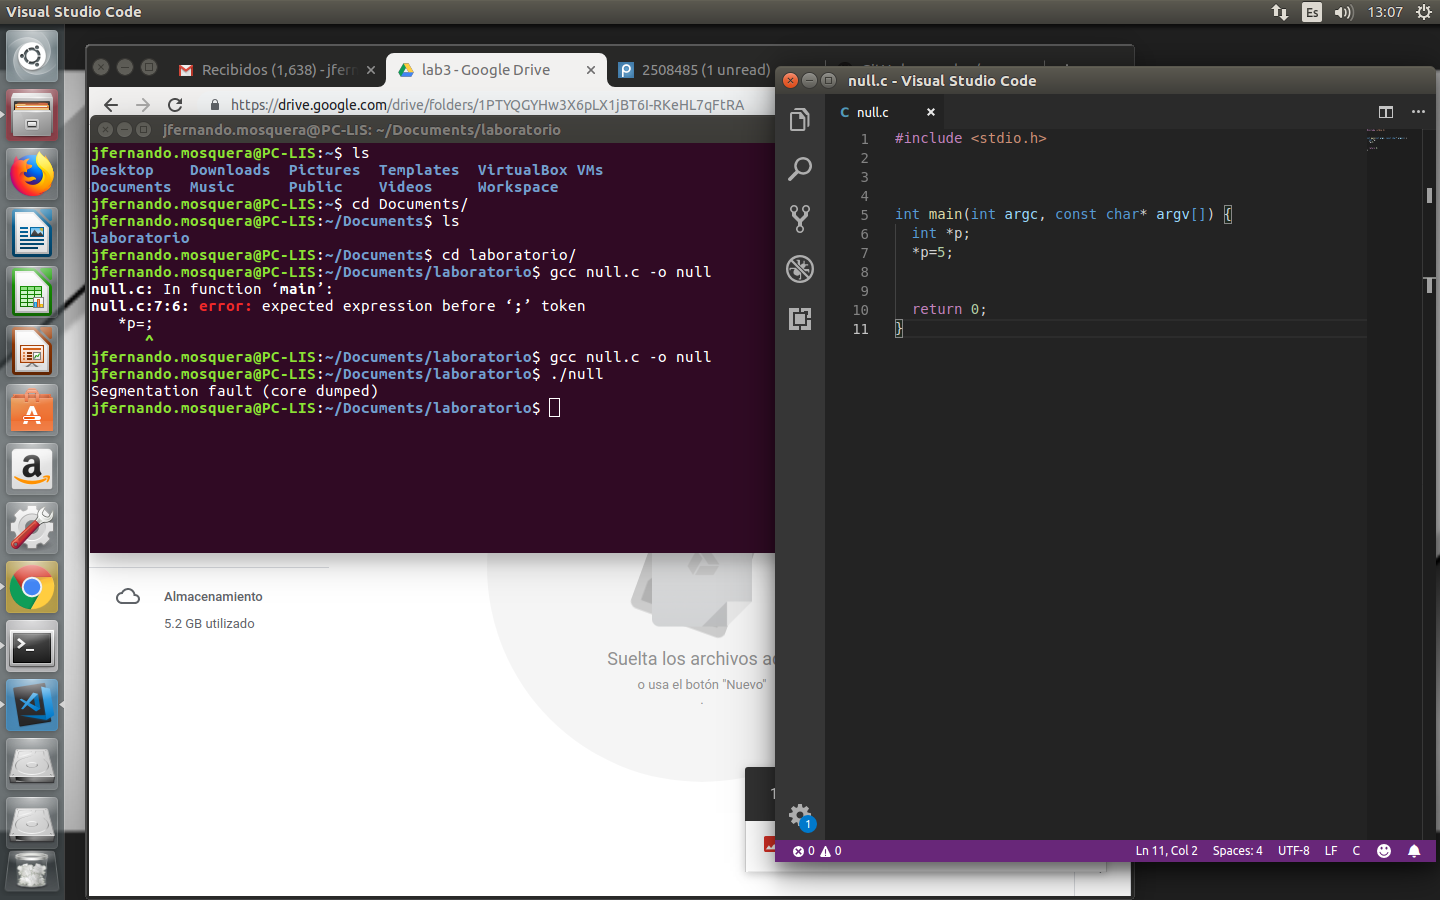 Visual Studio Code
Es
13:07
Recibidos (1,638) - jfern
lab3 - Google Drive
2508485 (1 unread)
https://drive.google.com/drive/folders/1PTYQGYHw3X6pLX1jBT6I-RKeHL7qFtRA
jfernando.mosquera@PC-LIS: ~/Documents/laboratorio
jfernando.mosquera@PC-LIS:~$ ls
Desktop Downloads Pictures Templates VirtualBox VMs
Documents Music Public Videos Workspace
jfernando.mosquera@PC-LIS:~$ cd Documents/
jfernando.mosquera@PC-LIS:~/Documents$ ls
laboratorio
jfernando.mosquera@PC-LIS:~/Documents$ cd laboratorio/
jfernando.mosquera@PC-LIS:~/Documents/laboratorio$ gcc null.c -o null
null.c: In function ‘main’:
null.c:7:6: error: expected expression before ‘;’ token
*p=;
^
jfernando.mosquera@PC-LIS:~/Documents/laboratorio$ gcc null.c -o null
jfernando.mosquera@PC-LIS:~/Documents/laboratorio$ ./null
Segmentation fault (core dumped)
jfernando.mosquera@PC-LIS:~/Documents/laboratorio$
Almacenamiento
5.2 GB utilizado
Suelta los archivos a
o usa el botón "Nuevo"
.
1
null.c - Visual Studio Code
C null.c
1 #include <stdio.h>
2
3
4
5 int main(int argc, const char* argv[]) {
6 int *p;
7 *p=5;
8
9
10 return 0;
11 }
1
0 0
Ln 11, Col 2 Spaces: 4 UTF-8 LF C